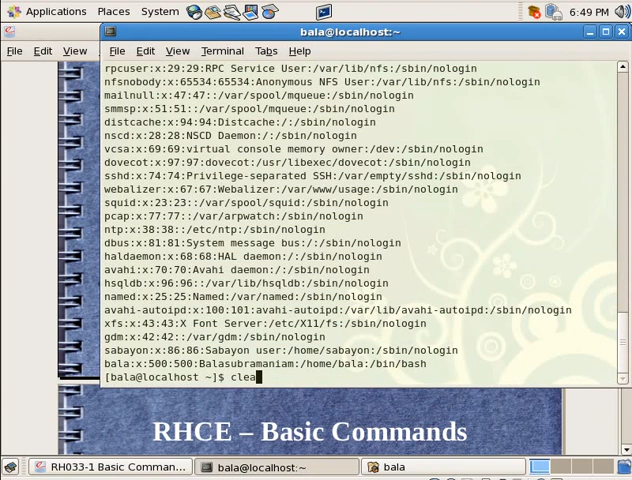 Applications Places System 6:49 PM
bala@localhost:~
File Edit View
File Edit View Terminal Tabs Help
rpcuser:x:29:29:RPC Service User:/var/lib/nfs:/sbin/nologin
nfsnobody:x:65534:65534:Anonymous NFS User:/var/lib/nfs:/sbin/nologin
mailnull:x:47:47::/var/spool/mqueue:/sbin/nologin
smmsp:x:51:51::/var/spool/mqueue:/sbin/nologin
distcache:x:94:94:Distcache:/:/sbin/nologin
nscd:x:28:28:NSCD Daemon:/:/sbin/nologin
vcsa:x:69:69:virtual console memory owner:/dev:/sbin/nologin
dovecot:x:97:97:dovecot:/usr/libexec/dovecot:/sbin/nologin
sshd:x:74:74:Privilege-separated SSH:/var/empty/sshd:/sbin/nologin
webalizer:x:67:67:Webalizer:/var/www/usage:/sbin/nologin
squid:x:23:23::/var/spool/squid:/sbin/nologin
pcap:x:77:77::/var/arpwatch:/sbin/nologin
ntp:x:38:38::/etc/ntp:/sbin/nologin
dbus:x:81:81:System message bus:/:/sbin/nologin
haldaemon:x:68:68:HAL daemon:/:/sbin/nologin
avahi:x:70:70:Avahi daemon:/:/sbin/nologin
hsqldb:x:96:96::/var/lib/hsqldb:/sbin/nologin
named:x:25:25:Named:/var/named:/sbin/nologin
avahi-autoipd:x:100:101:avahi-autoipd:/var/lib/avahi-autoipd:/sbin/nologin
xfs:x:43:43:X Font Server:/etc/X11/fs:/sbin/nologin
gdm:x:42:42::/var/gdm:/sbin/nologin
sabayon:x:86:86:Sabayon user:/home/sabayon:/sbin/nologin
bala:x:500:500:Balasubramaniam:/home/bala:/bin/bash
[bala@localhost ~]$ clea
RHCE – Basic Commands
RH033-1 Basic Comman... bala@localhost:~ bala